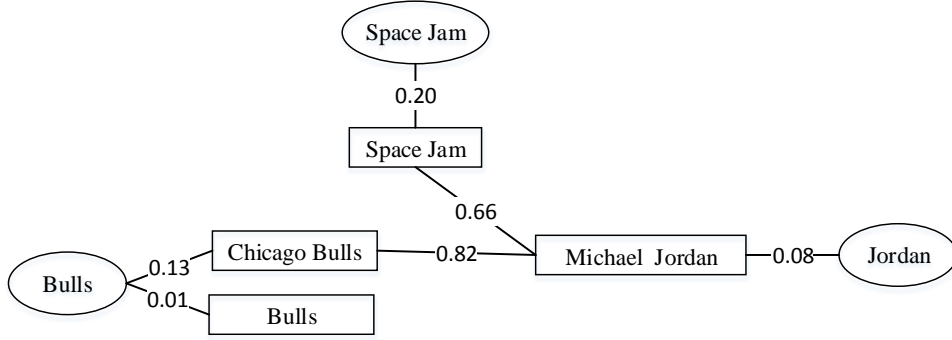 Space Jam
0.20
Space Jam
0.66
Chicago Bulls
0.82
Michael Jordan
0.08
Jordan
0.13
Bulls
0.01
Bulls